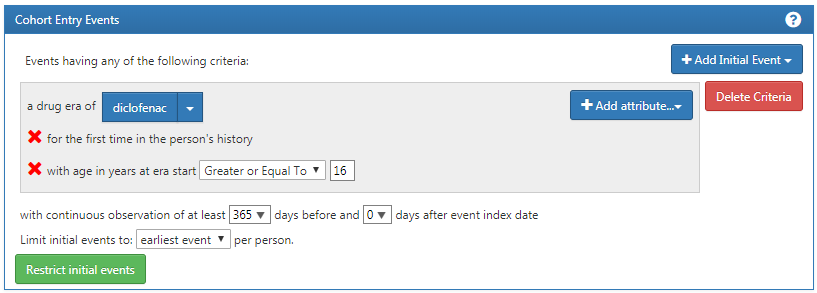 Cohort Entry Events ?
Events having any of the following criteria:
+ Add Initial Event
a drug era of diclofenac
+ Add attribute...
Delete Criteria
for the first time in the person's history
with age in years at era start Greater or Equal To 16
with continuous observation of at least 365 days before and 0 days after event index date
Limit initial events to: earliest event per person.
Restrict initial events